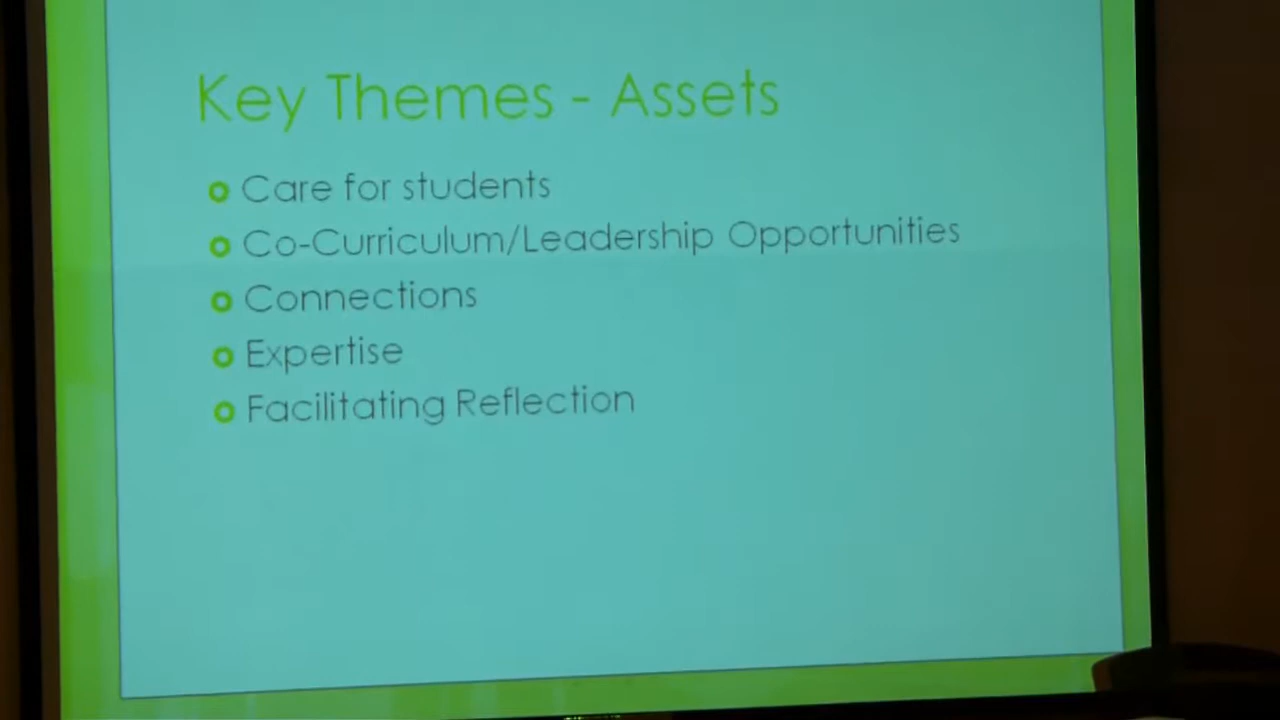 Key Themes - Assets
Care for students
Co-Curriculum/Leadership Opportunities
Connections
Expertise
Facilitating Reflection